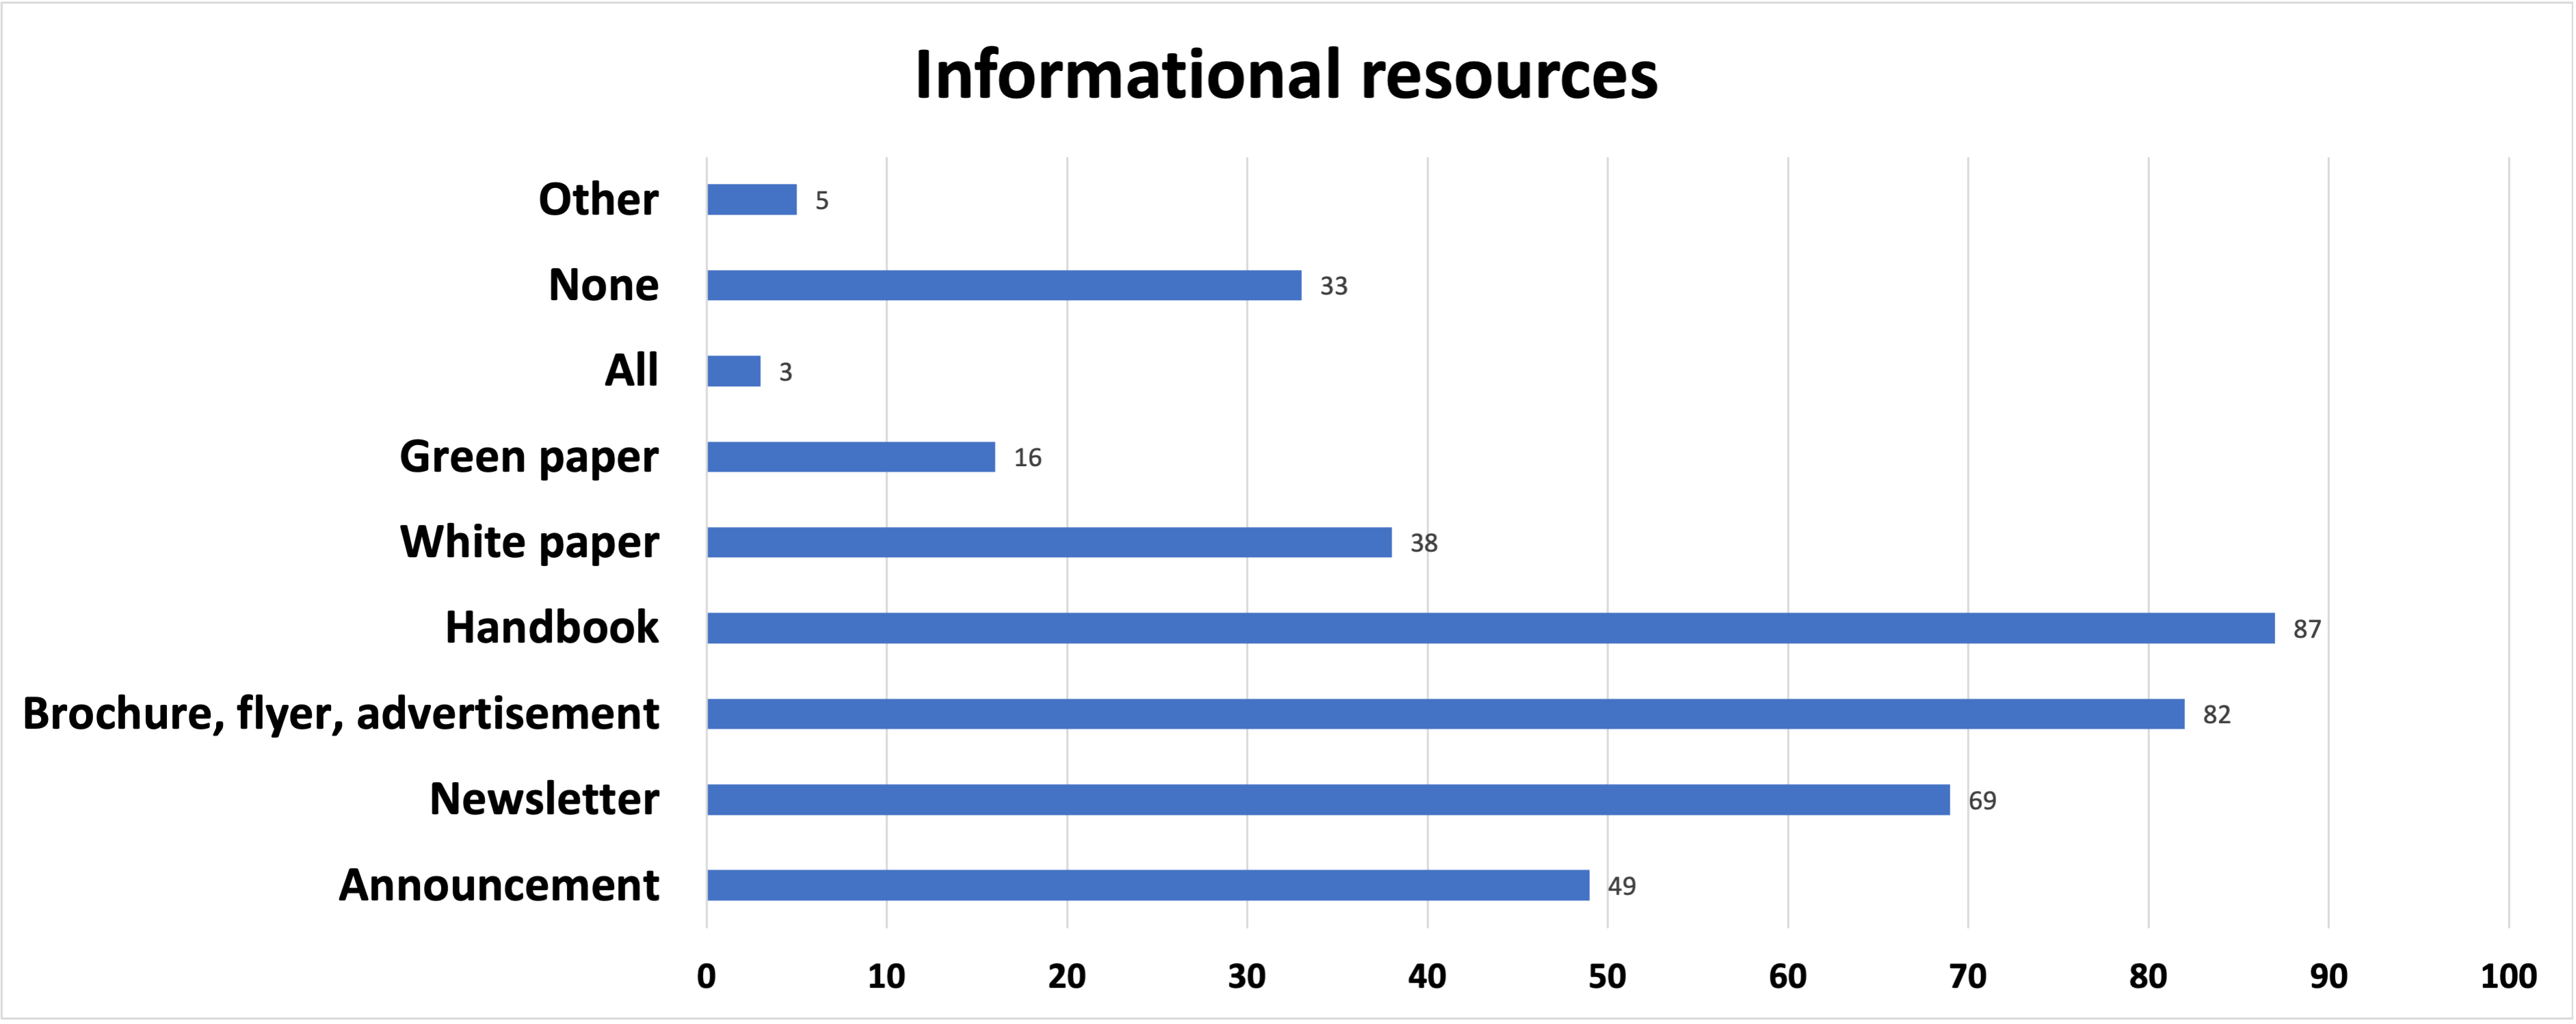 Informational resources
Other 5
None 33
All 3
Green paper 16
White paper 38
Handbook 87
Brochure, flyer, advertisement 82
Newsletter 69
Announcement 49
0 10 20 30 40 50 60 70 80 90 100